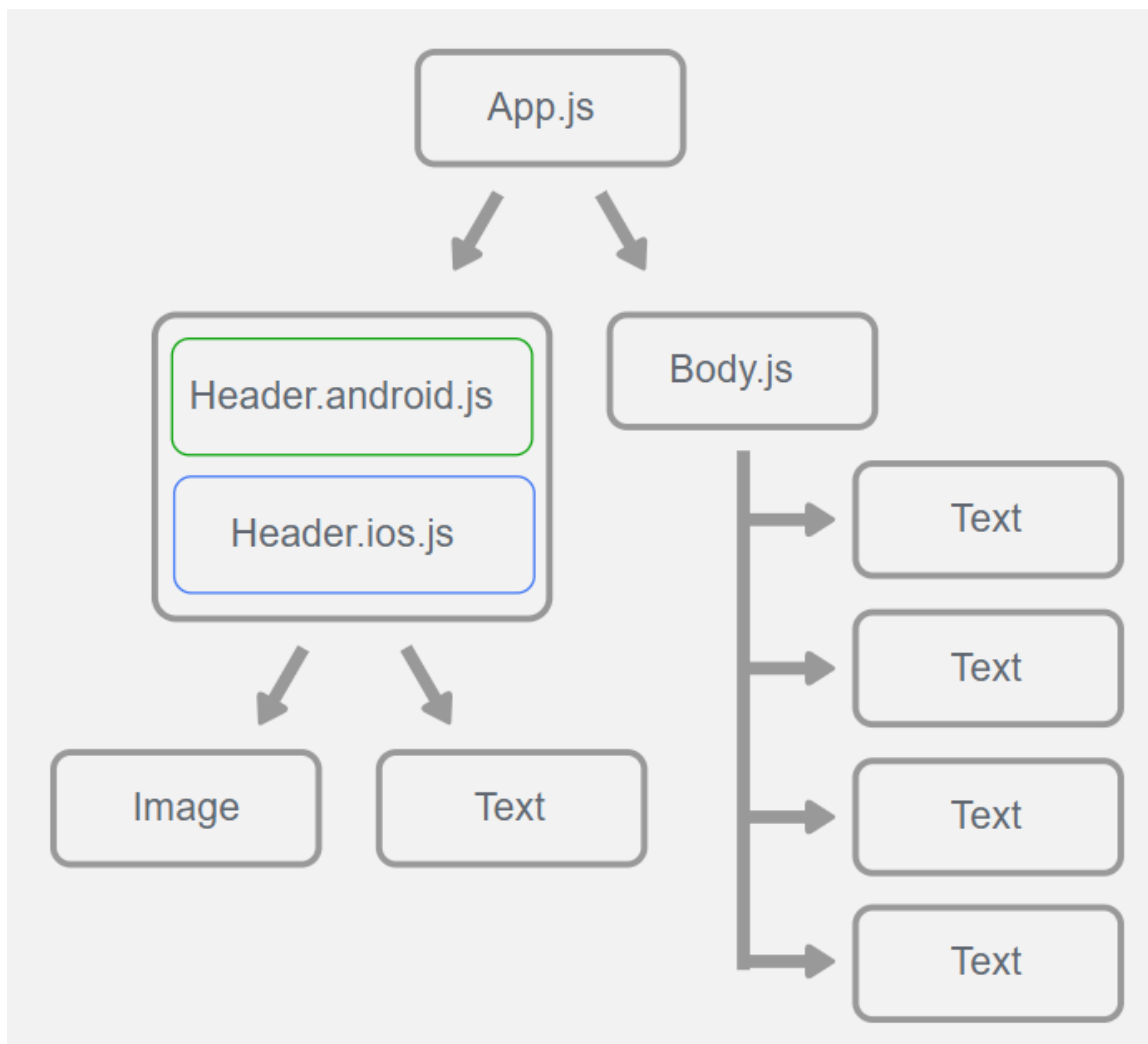 App.js
Header.android.js
Header.ios.js
Body.js
Image
Text
Text
Text
Text
Text